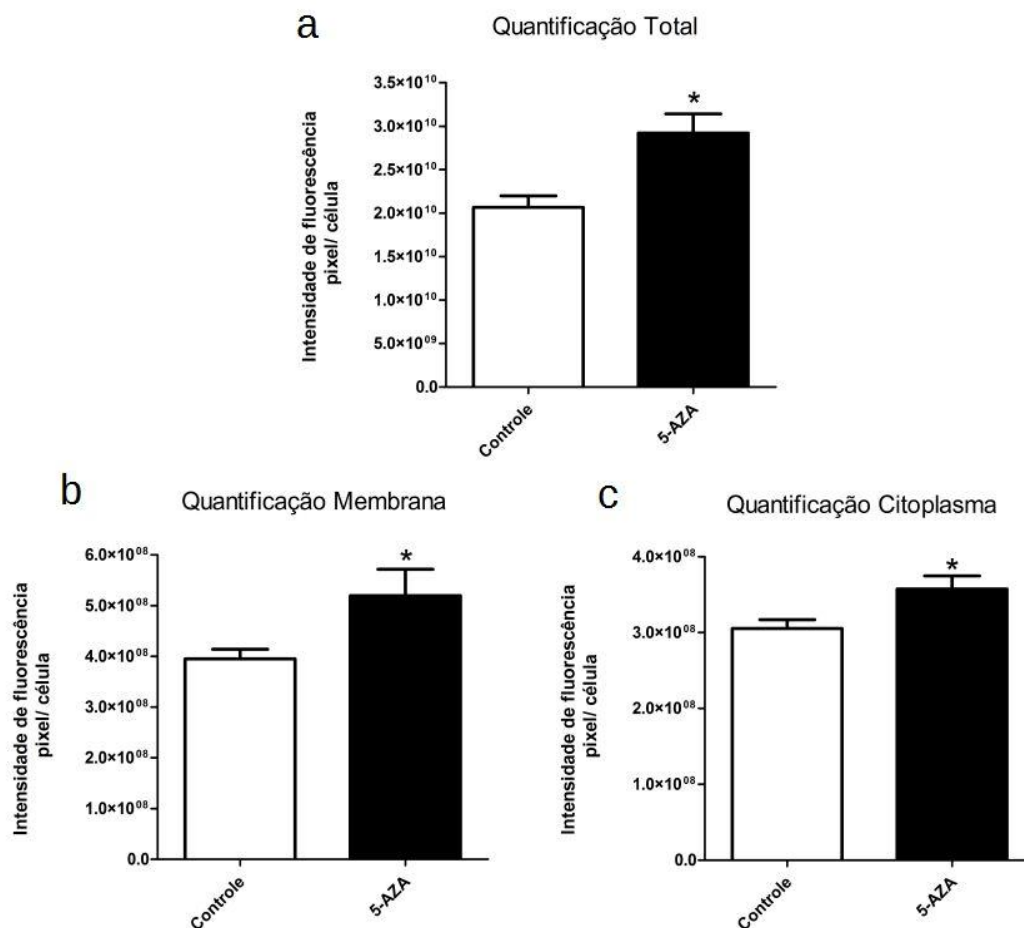 a
Quantificação Total
Intensidade de fluorescência
pixel/ célula
3.5×10¹⁰
3.0×10¹⁰
2.5×10¹⁰
2.0×10¹⁰
1.5×10¹⁰
1.0×10¹⁰
5.0×10⁰⁹
0.0
*
Controle
5-AZA
b
Quantificação Membrana
Intensidade de fluorescência
pixel/ célula
6.0×10⁰⁸
5.0×10⁰⁸
4.0×10⁰⁸
3.0×10⁰⁸
2.0×10⁰⁸
1.0×10⁰⁸
0.0
*
Controle
5-AZA
c
Quantificação Citoplasma
Intensidade de fluorescência
pixel/ célula
4.0×10⁰⁸
3.0×10⁰⁸
2.0×10⁰⁸
1.0×10⁰⁸
0.0
*
Controle
5-AZA